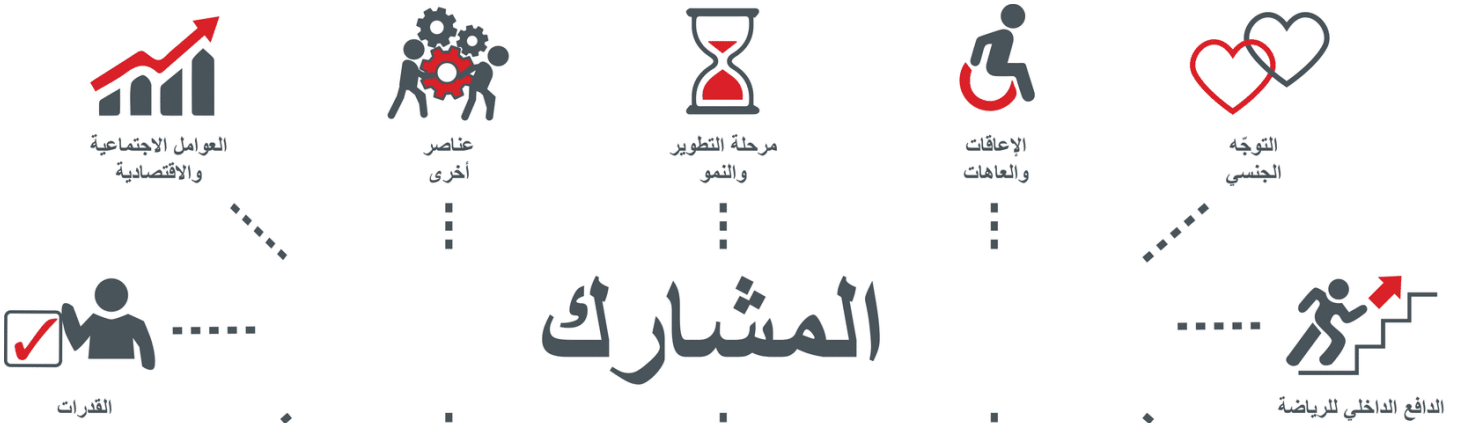 التوجّه
الجنسي
الإعاقات
والعاهات
مرحلة التطوير
والنمو
عناصر
أخرى
العوامل الاجتماعية
والاقتصادية
المشارك
الدافع الداخلي للرياضة
القدرات